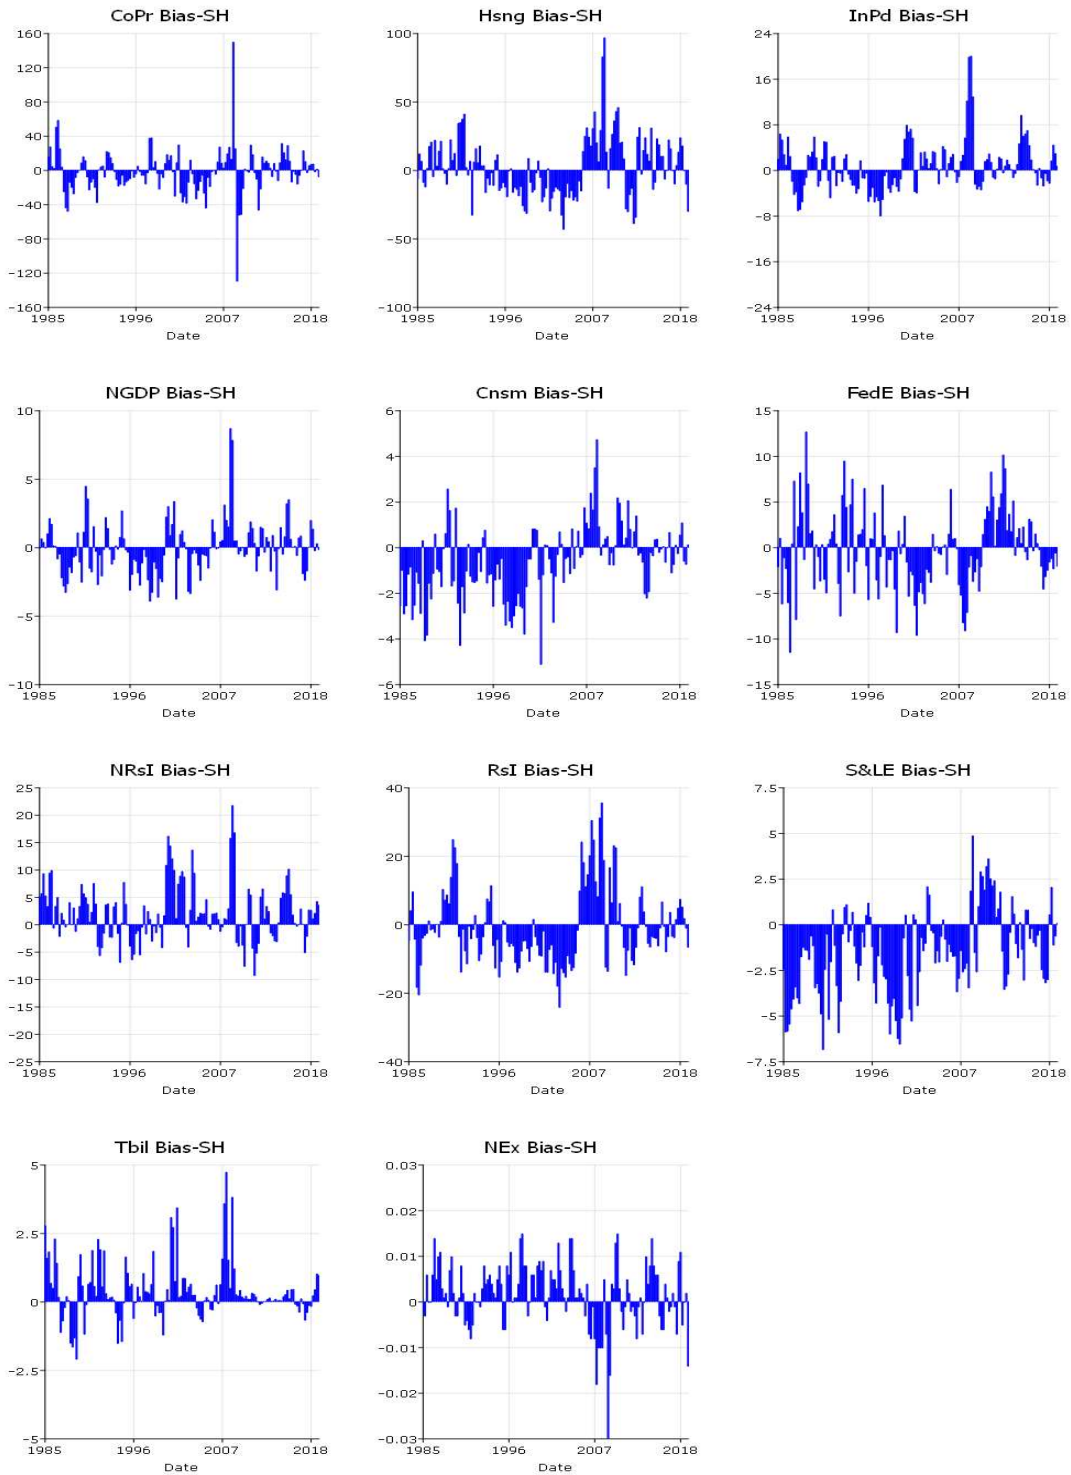 CoPr Bias-SH
160
120
80
40
0
-40
-80
-120
-160
1985 1996 2007 2018
Date
Hsng Bias-SH
100
50
0
-50
-100
1985 1996 2007 2018
Date
InPd Bias-SH
24
16
8
0
-8
-16
-24
1985 1996 2007 2018
Date
NGDP Bias-SH
10
5
0
-5
-10
1985 1996 2007 2018
Date
Cnsm Bias-SH
6
4
2
0
-2
-4
-6
1985 1996 2007 2018
Date
FedE Bias-SH
15
10
5
0
-5
-10
-15
1985 1996 2007 2018
Date
NRsI Bias-SH
25
20
15
10
5
0
-5
-10
-15
-20
-25
1985 1996 2007 2018
Date
RsI Bias-SH
40
20
0
-20
-40
1985 1996 2007 2018
Date
S&LE Bias-SH
7.5
5
2.5
0
-2.5
-5
-7.5
1985 1996 2007 2018
Date
Tbil Bias-SH
5
2.5
0
-2.5
-5
1985 1996 2007 2018
Date
NEx Bias-SH
0.03
0.02
0.01
0
-0.01
-0.02
-0.03
1985 1996 2007 2018
Date